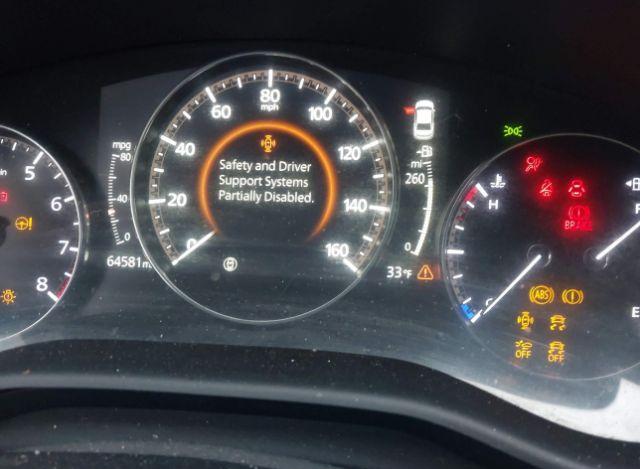 80
mph
60
100
40
120
20
140
0
160
Safety and Driver
Support Systems
Partially Disabled.
mpg
80
40
0
64581m
mi
260
0
33°F
5
6
7
8
H
C
F
E
BRAKE
ABS
OFF
OFF